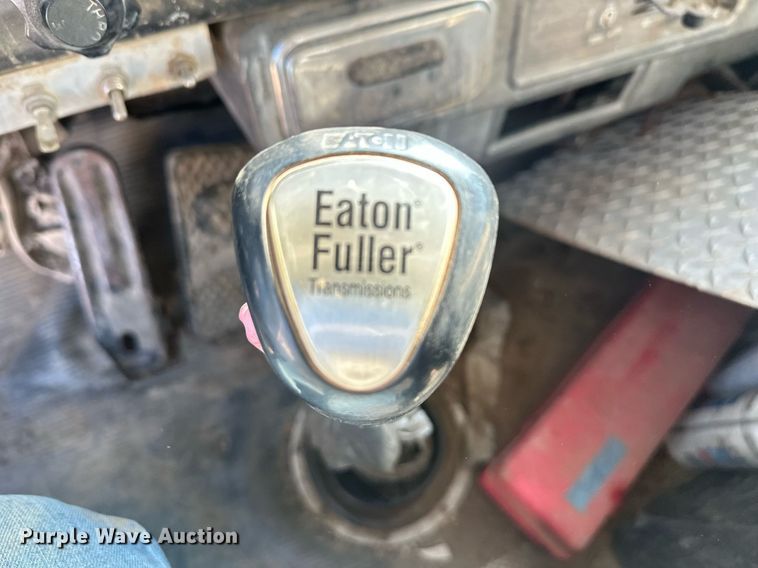 EATON
Eaton®
Fuller®
Transmissions
Purple Wave Auction